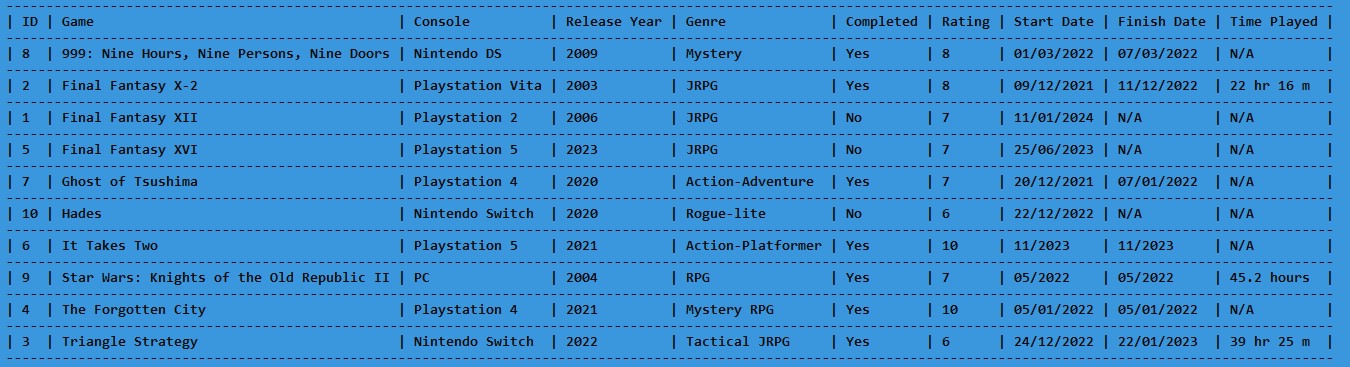 | ID | Game | Console | Release Year | Genre | Completed | Rating | Start Date | Finish Date | Time Played |
| 8 | 999: Nine Hours, Nine Persons, Nine Doors | Nintendo DS | 2009 | Mystery | Yes | 8 | 01/03/2022 | 07/03/2022 | N/A |
| 2 | Final Fantasy X-2 | Playstation Vita | 2003 | JRPG | Yes | 8 | 09/12/2021 | 11/12/2022 | 22 hr 16 m |
| 1 | Final Fantasy XII | Playstation 2 | 2006 | JRPG | No | 7 | 11/01/2024 | N/A | N/A |
| 5 | Final Fantasy XVI | Playstation 5 | 2023 | JRPG | No | 7 | 25/06/2023 | N/A | N/A |
| 7 | Ghost of Tsushima | Playstation 4 | 2020 | Action-Adventure | Yes | 7 | 20/12/2021 | 07/01/2022 | N/A |
| 10 | Hades | Nintendo Switch | 2020 | Rogue-lite | No | 6 | 22/12/2022 | N/A | N/A |
| 6 | It Takes Two | Playstation 5 | 2021 | Action-Platformer | Yes | 10 | 11/2023 | 11/2023 | N/A |
| 9 | Star Wars: Knights of the Old Republic II | PC | 2004 | RPG | Yes | 7 | 05/2022 | 05/2022 | 45.2 hours |
| 4 | The Forgotten City | Playstation 4 | 2021 | Mystery RPG | Yes | 10 | 05/01/2022 | 05/01/2022 | N/A |
| 3 | Triangle Strategy | Nintendo Switch | 2022 | Tactical JRPG | Yes | 6 | 24/12/2022 | 22/01/2023 | 39 hr 25 m |